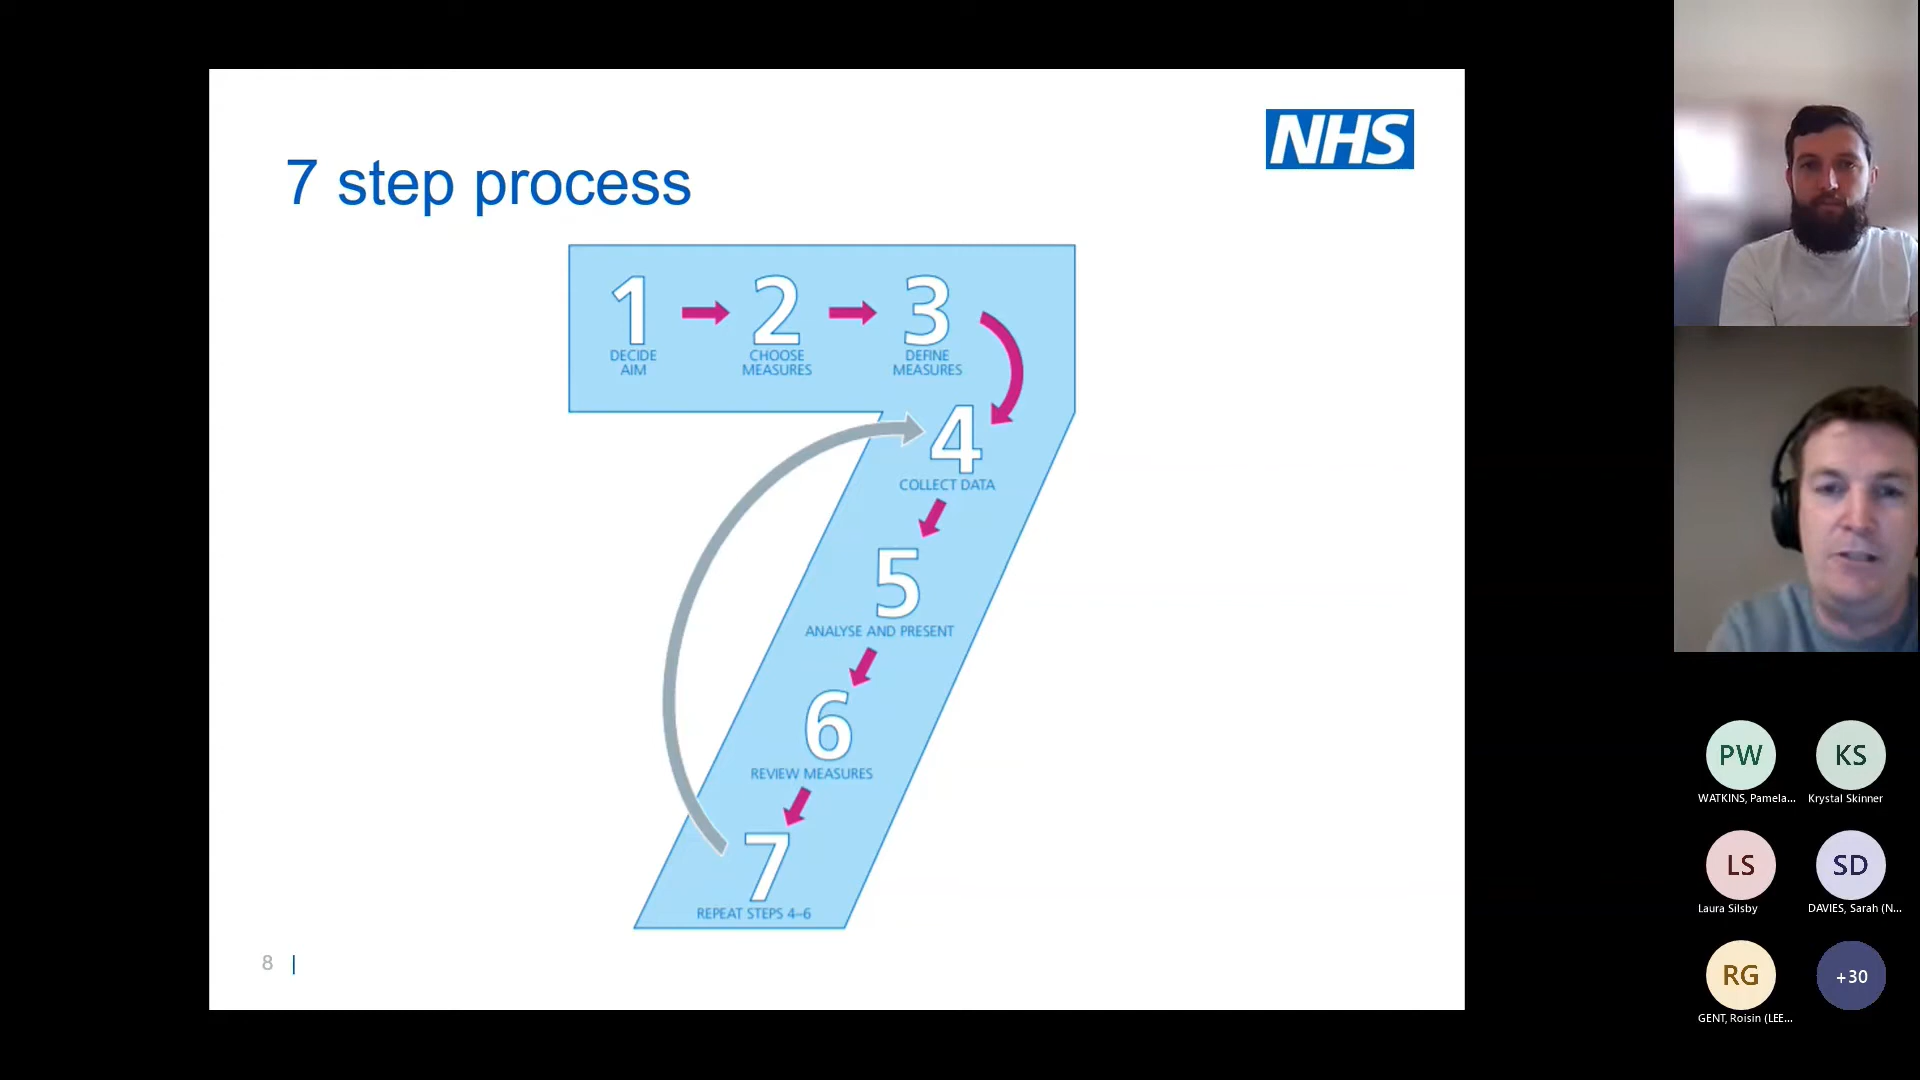 NHS
7 step process
1
DECIDE
AIM
2
CHOOSE
MEASURES
3
DEFINE
MEASURES
4
COLLECT DATA
5
ANALYSE AND PRESENT
6
REVIEW MEASURES
7
REPEAT STEPS 4–6
8 |
PW
WATKINS, Pamela...
KS
Krystal Skinner
LS
Laura Silsby
SD
DAVIES, Sarah (N...
RG
GENT, Roisin (LEE...
+30